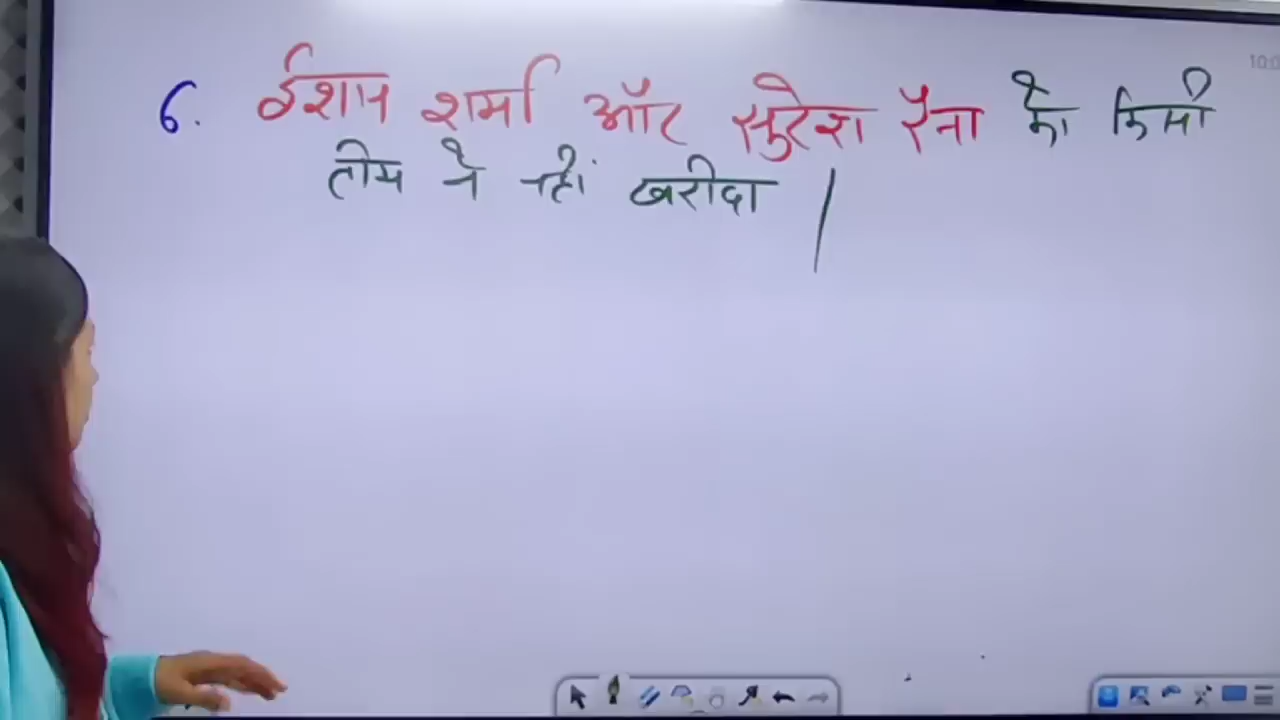 6. ईशान शर्मा और सुरेश रैना को किसी
टीम ने नहीं खरीदा |